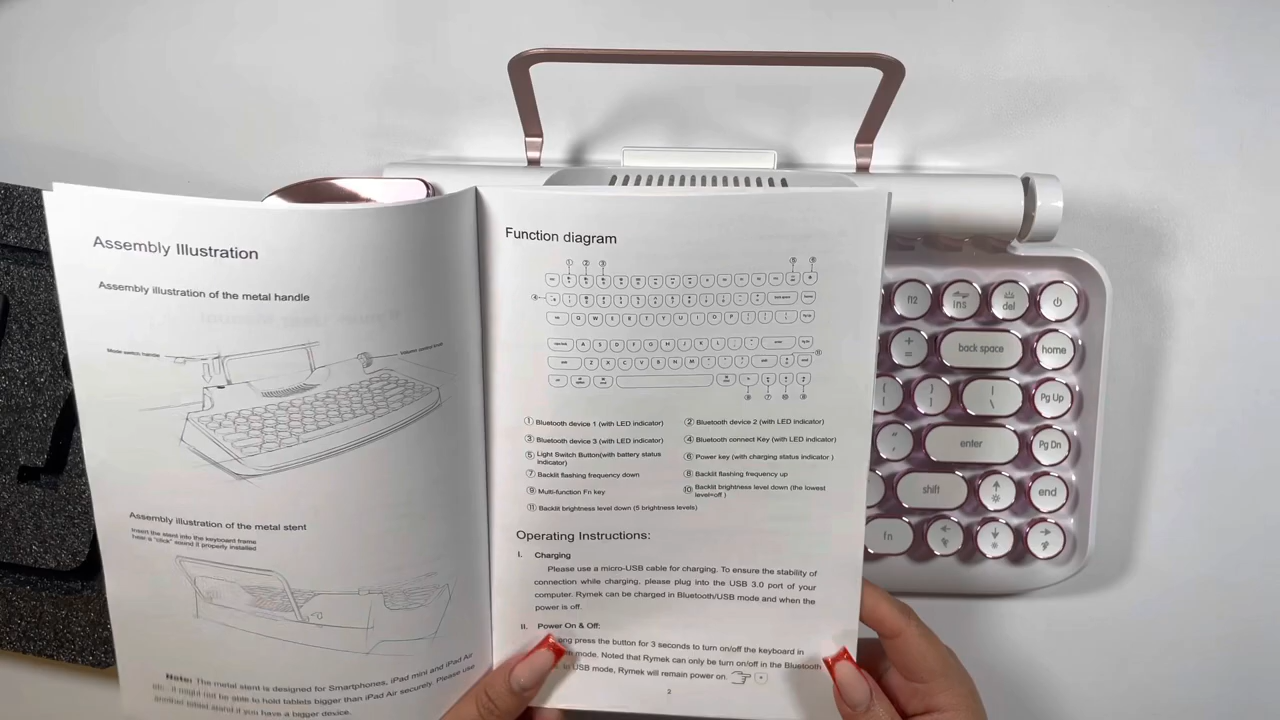 Assembly Illustration
Assembly illustration of the metal handle
Mode switch handle
Assembly illustration of the metal stent
Insert the stent into the keyboard frame
hear a "click" sound if properly installed
Note: The metal stent is designed for Smartphones, iPad mini and iPad Air
it might not be able to hold tablets bigger than iPad Air securely. Please use
another tablet stand if you have a bigger device.
Function diagram
① Bluetooth device 1 (with LED indicator)
② Bluetooth device 2 (with LED indicator)
③ Bluetooth device 3 (with LED indicator)
④ Bluetooth connect Key (with LED indicator)
⑤ Light Switch Button(with battery status
indicator)
⑥ Power key (with charging status indicator )
⑦ Backlit flashing frequency down
⑧ Backlit flashing frequency up
⑨ Multi-function Fn key
⑩ Backlit brightness level down (the lowest
level=off )
⑪ Backlit brightness level down (5 brightness levels)
Operating Instructions:
I. Charging
Please use a micro-USB cable for charging. To ensure the stability of
connection while charging, please plug into the USB 3.0 port of your
computer. Rymek can be charged in Bluetooth/USB mode and when the
power is off.
II. Power On & Off:
press the button for 3 seconds to turn on/off the keyboard in
mode. Noted that Rymek can only be turn on/off in the Bluetooth
In USB mode, Rymek will remain power on.
2
f12
ins
del
+
=
back space
home
{
[
}
]
|
\
Pg Up
"
'
enter
Pg Dn
shift
end
fn